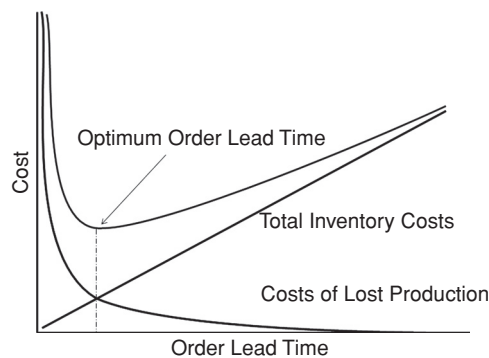 Optimum Order Lead Time
Cost
Total Inventory Costs
Costs of Lost Production
Order Lead Time